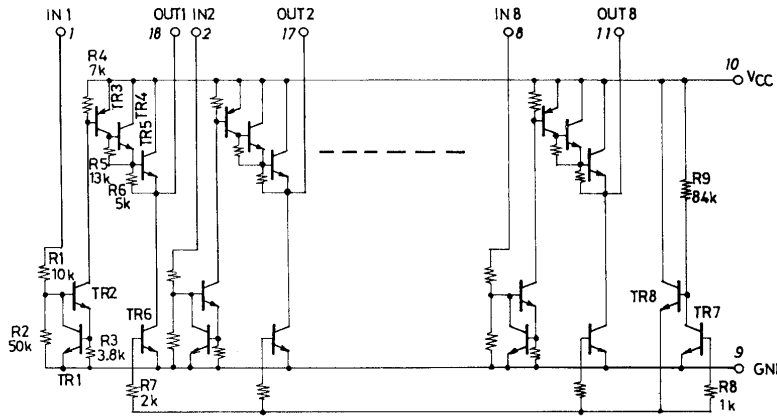 IN 1
OUT1
IN2
OUT 2
IN 8
OUT 8
1
18
2
17
8
11
10
VCC
R4
7k
TR3
TR4
TR5
R5
13k
R6
5k
R9
84k
R1
10k
TR2
TR6
TR8
TR7
R2
50k
R3
3.8k
TR1
R7
2k
9
GND
R8
1k